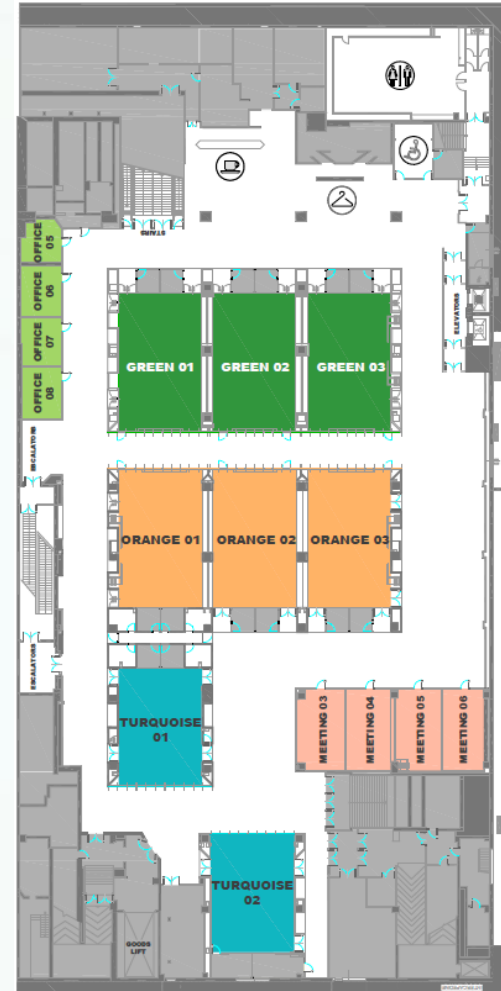 STAIRS
OFFICE
05
OFFICE
06
OFFICE
07
OFFICE
08
ELEVATORS
GREEN 01
GREEN 02
GREEN 03
ESCALATORS
ORANGE 01
ORANGE 02
ORANGE 03
ESCALATORS
TURQUOISE
01
MEETING 03
MEETING 04
MEETING 05
MEETING 06
TURQUOISE
02
GOODS
LIFT